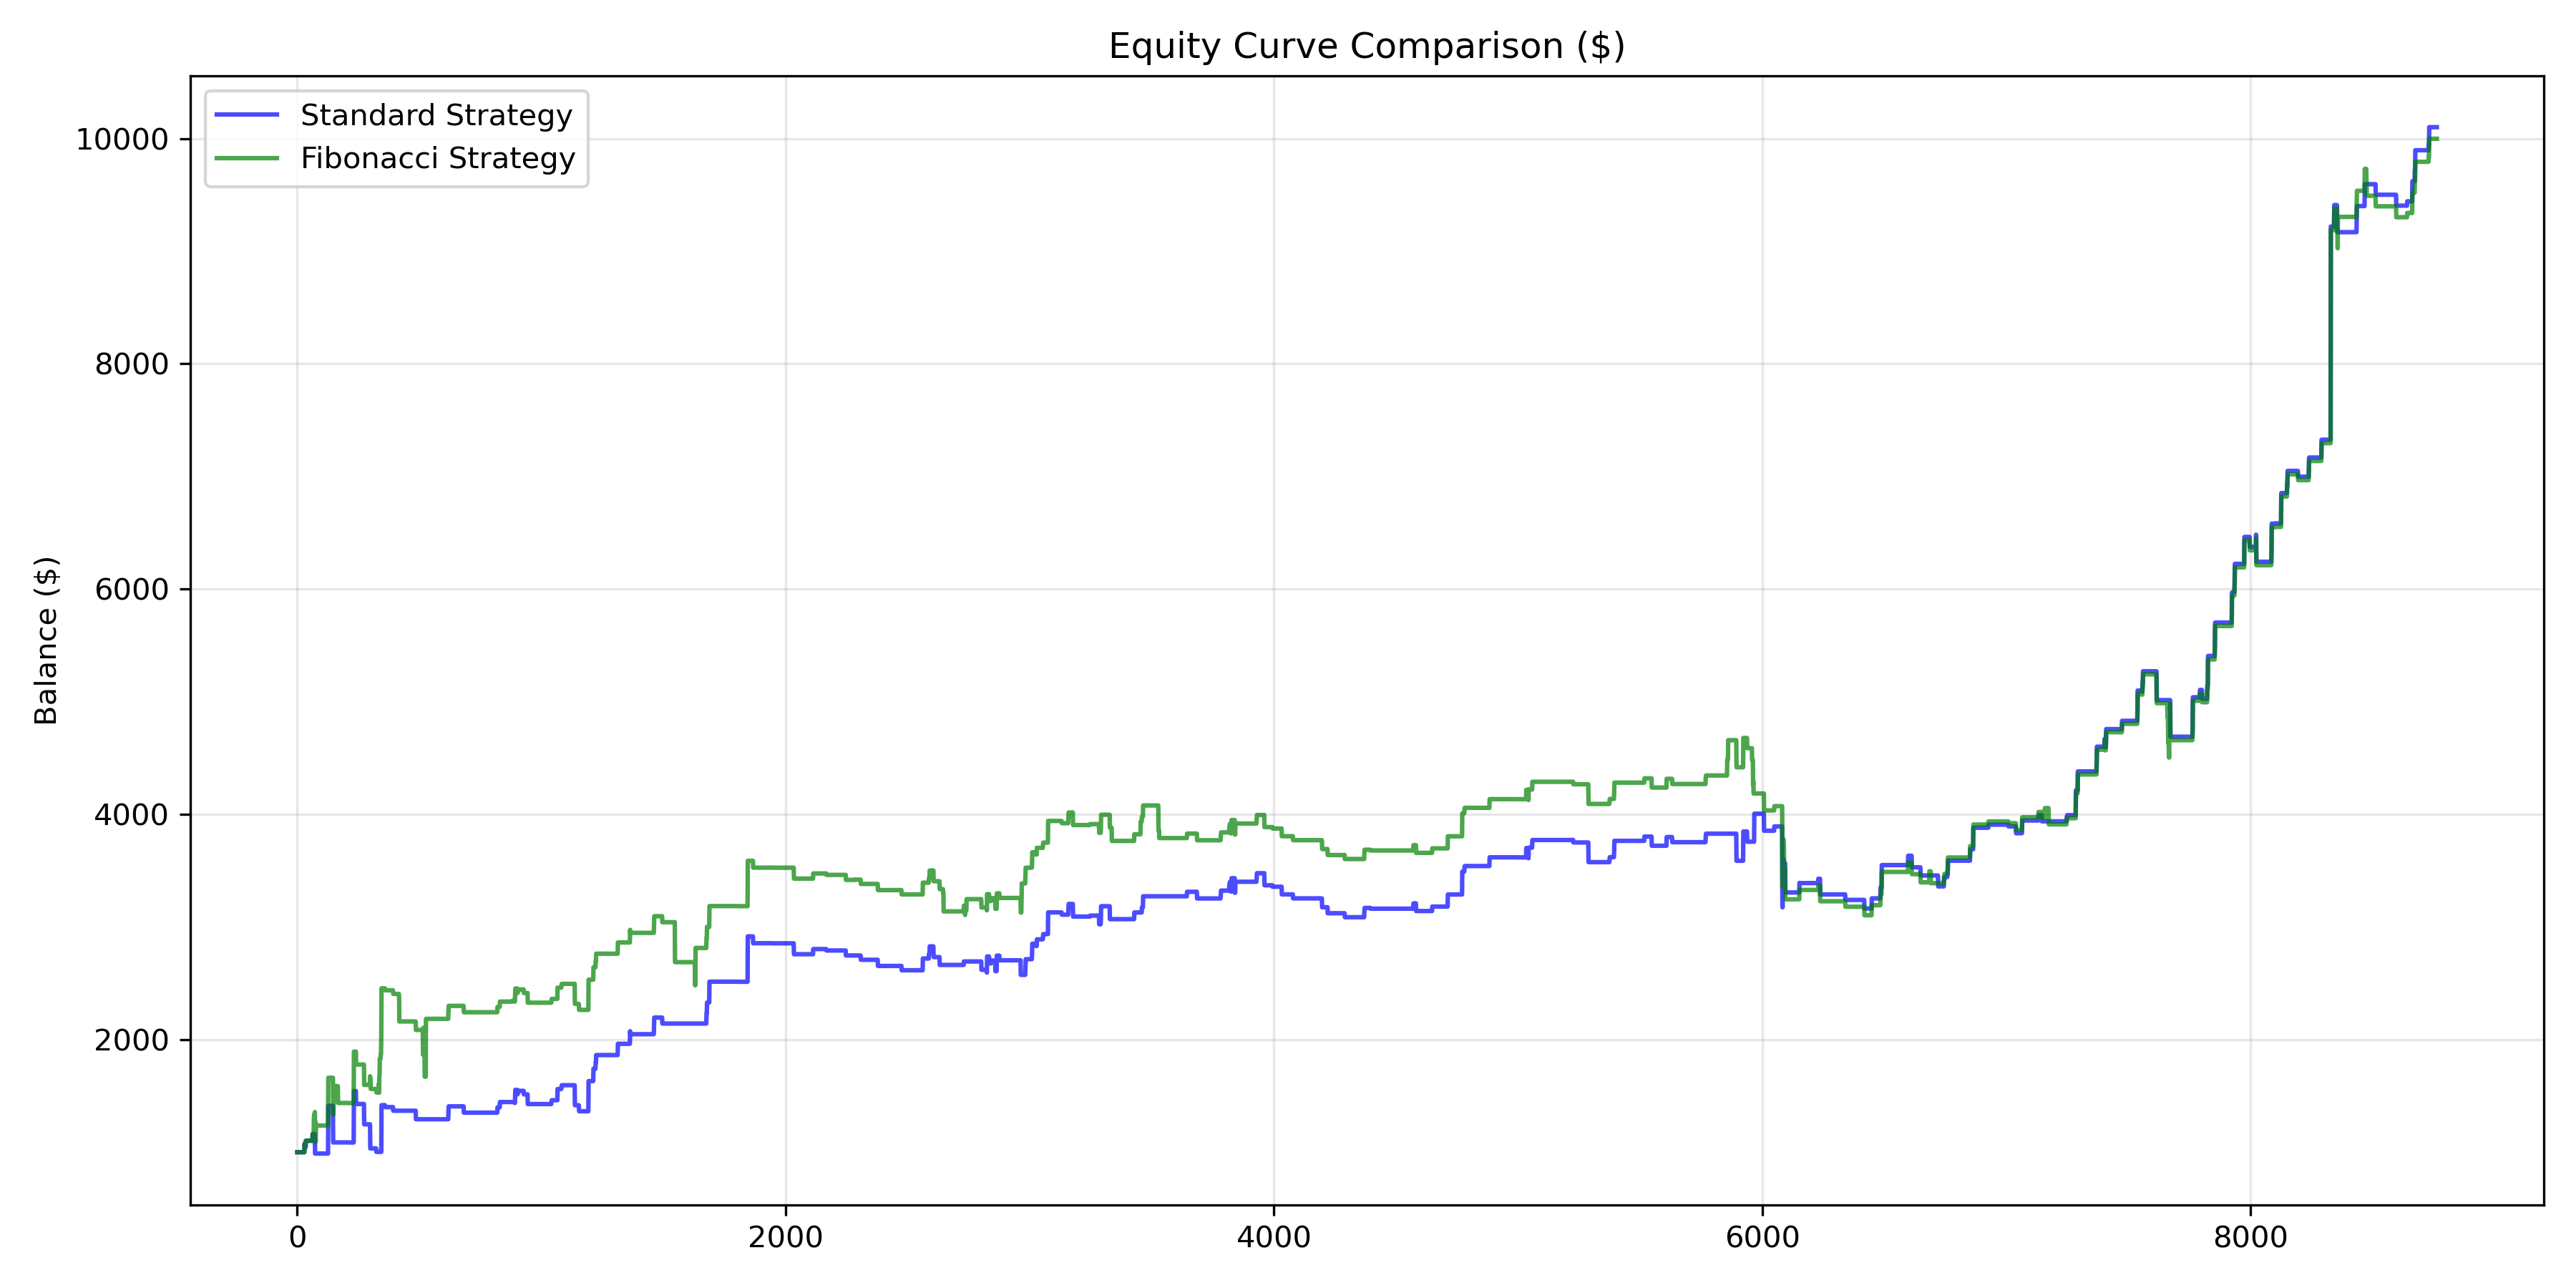 Equity Curve Comparison ($)
Standard Strategy
Fibonacci Strategy
10000
8000
6000
4000
2000
Balance ($)
0 2000 4000 6000 8000